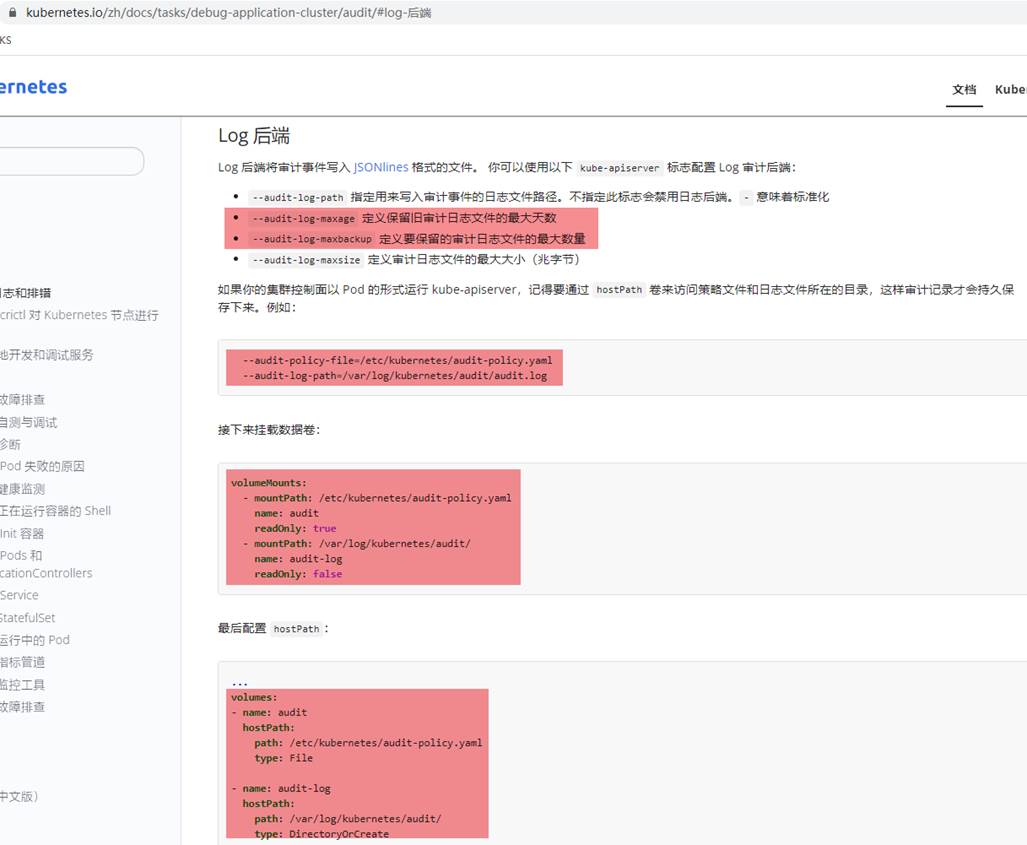 kubernetes.io/zh/docs/tasks/debug-application-cluster/audit/#log-后端
KS
ernetes
文档 Kuber
Log 后端
Log 后端将审计事件写入 JSONlines 格式的文件。 你可以使用以下 kube-apiserver 标志配置 Log 审计后端：
• --audit-log-path 指定用来写入审计事件的日志文件路径。不指定此标志会禁用日志后端。 - 意味着标准化
• --audit-log-maxage 定义保留旧审计日志文件的最大天数
• --audit-log-maxbackup 定义要保留的审计日志文件的最大数量
• --audit-log-maxsize 定义审计日志文件的最大大小（兆字节）
如果你的集群控制面以 Pod 的形式运行 kube-apiserver，记得要通过 hostPath 卷来访问策略文件和日志文件所在的目录，这样审计记录才会持久保
存下来。例如：
--audit-policy-file=/etc/kubernetes/audit-policy.yaml
--audit-log-path=/var/log/kubernetes/audit/audit.log
接下来挂载数据卷：
volumeMounts:
- mountPath: /etc/kubernetes/audit-policy.yaml
name: audit
readOnly: true
- mountPath: /var/log/kubernetes/audit/
name: audit-log
readOnly: false
最后配置 hostPath：
...
volumes:
- name: audit
hostPath:
path: /etc/kubernetes/audit-policy.yaml
type: File
- name: audit-log
hostPath:
path: /var/log/kubernetes/audit/
type: DirectoryOrCreate
志和排错
crictl 对 Kubernetes 节点进行
地开发和调试服务
故障排查
自测与调试
诊断
Pod 失败的原因
健康监测
正在运行容器的 Shell
Init 容器
Pods 和
cationControllers
Service
StatefulSet
运行中的 Pod
指标管道
监控工具
故障排查
中文版）